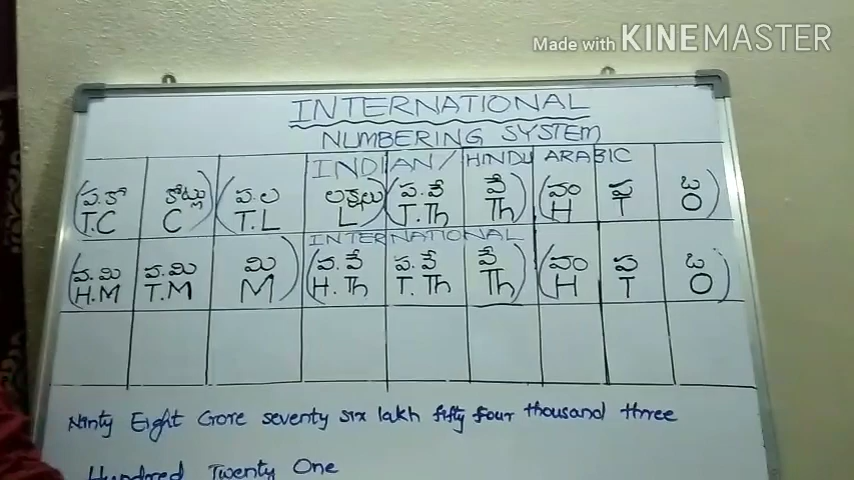 Made with KINEMASTER
INTERNATIONAL
NUMBERING SYSTEM
INDIAN / HINDU ARABIC
(ప.కో కోట్లు) (ప.ల లక్షలు) (ప.వే వే (వం ప ఒ)
T.C C T.L L T.Th Th H T O
INTERNATIONAL
(వ.మి ప.మి మి) (వ.వే ప.వే వే) (వం ప ఒ)
H.M T.M M H.Th T.Th Th H T O
Ninty Eight Crore seventy six lakh fifty four thousand three
Hundred Twenty One